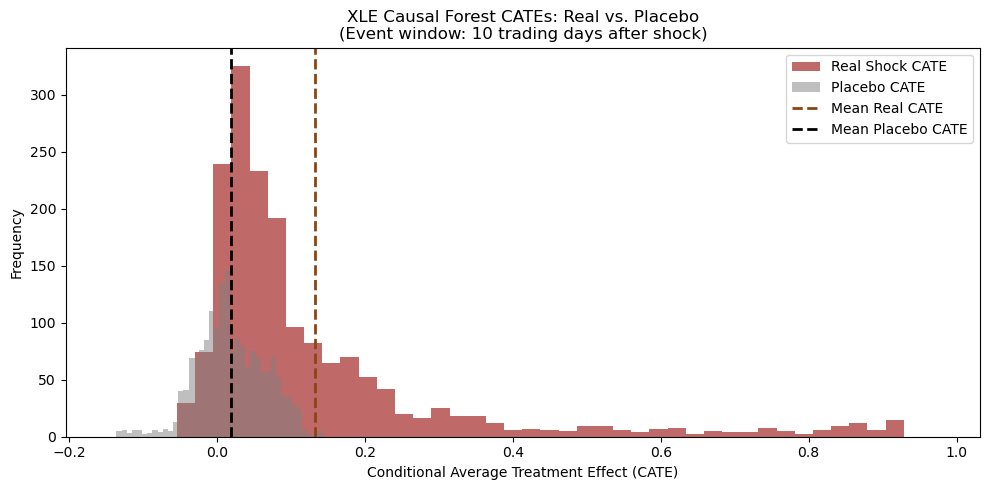 XLE Causal Forest CATEs: Real vs. Placebo
(Event window: 10 trading days after shock)
Real Shock CATE
Placebo CATE
Mean Real CATE
Mean Placebo CATE
Frequency
300
250
200
150
100
50
0
−0.2
0.0
0.2
0.4
0.6
0.8
1.0
Conditional Average Treatment Effect (CATE)